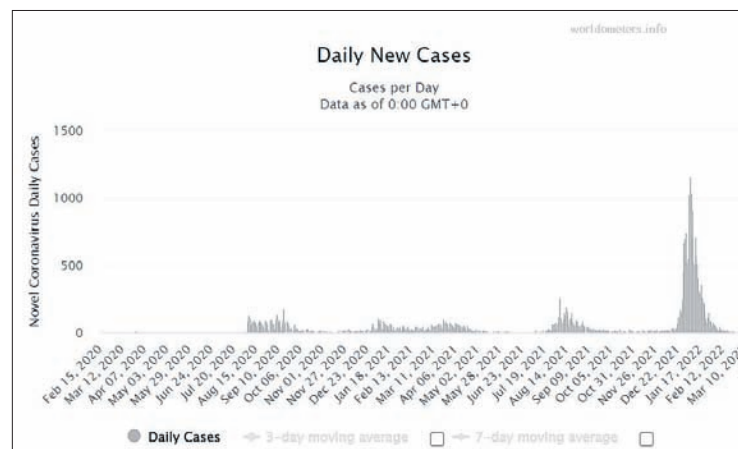 worldometers.info
Daily New Cases
Cases per Day
Data as of 0:00 GMT+0
Novel Coronavirus Daily Cases
1500
1000
500
0
Feb 15, 2020
Mar 12, 2020
Apr 07, 2020
May 03, 2020
May 29, 2020
Jun 24, 2020
Jul 20, 2020
Aug 15, 2020
Sep 10, 2020
Oct 06, 2020
Nov 01, 2020
Nov 27, 2020
Dec 23, 2020
Jan 18, 2021
Feb 13, 2021
Mar 11, 2021
Apr 06, 2021
May 02, 2021
May 28, 2021
Jun 23, 2021
Jul 19, 2021
Aug 14, 2021
Sep 09, 2021
Oct 05, 2021
Oct 31, 2021
Nov 26, 2021
Dec 22, 2021
Jan 17, 2022
Feb 12, 2022
Mar 10, 2022
Daily Cases 3-day moving average 7-day moving average